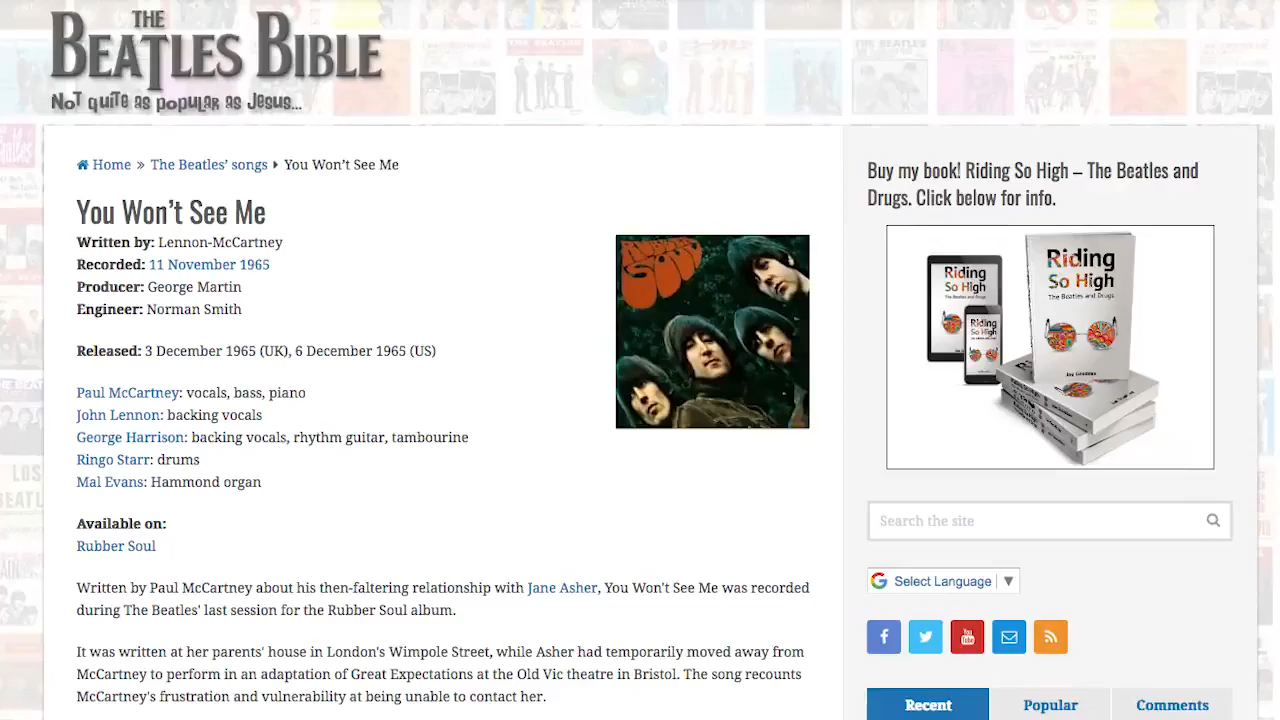 THE
BEATLES BIBLE
Not quite as popular as Jesus...
Home » The Beatles' songs You Won't See Me
You Won't See Me
Written by: Lennon-McCartney
Recorded: 11 November 1965
Producer: George Martin
Engineer: Norman Smith
Released: 3 December 1965 (UK), 6 December 1965 (US)
Paul McCartney: vocals, bass, piano
John Lennon: backing vocals
George Harrison: backing vocals, rhythm guitar, tambourine
Ringo Starr: drums
Mal Evans: Hammond organ
Available on:
Rubber Soul
Written by Paul McCartney about his then-faltering relationship with Jane Asher, You Won't See Me was recorded
during The Beatles' last session for the Rubber Soul album.
It was written at her parents' house in London's Wimpole Street, while Asher had temporarily moved away from
McCartney to perform in an adaptation of Great Expectations at the Old Vic theatre in Bristol. The song recounts
McCartney's frustration and vulnerability at being unable to contact her.
RUBBER
SOUL
Buy my book! Riding So High – The Beatles and
Drugs. Click below for info.
Riding
So High
Riding
So High
Riding
So High
The Beatles and Drugs
Joe Goodden
Search the site
Select Language ▼
You
Tube
Recent
Popular
Comments